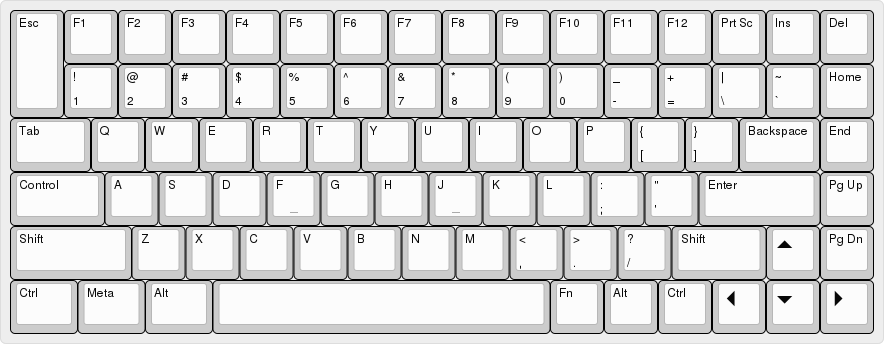 Esc F1 F2 F3 F4 F5 F6 F7 F8 F9 F10 F11 F12 Prt Sc Ins Del
! @ # $ % ^ & * ( ) _ + | ~ Home
1 2 3 4 5 6 7 8 9 0 - = \ `
Tab Q W E R T Y U I O P { } Backspace End
[ ]
Control A S D F G H J K L : " Enter Pg Up
_ _ ; '
Shift Z X C V B N M < > ? Shift Pg Dn
, . /
Ctrl Meta Alt Fn Alt Ctrl